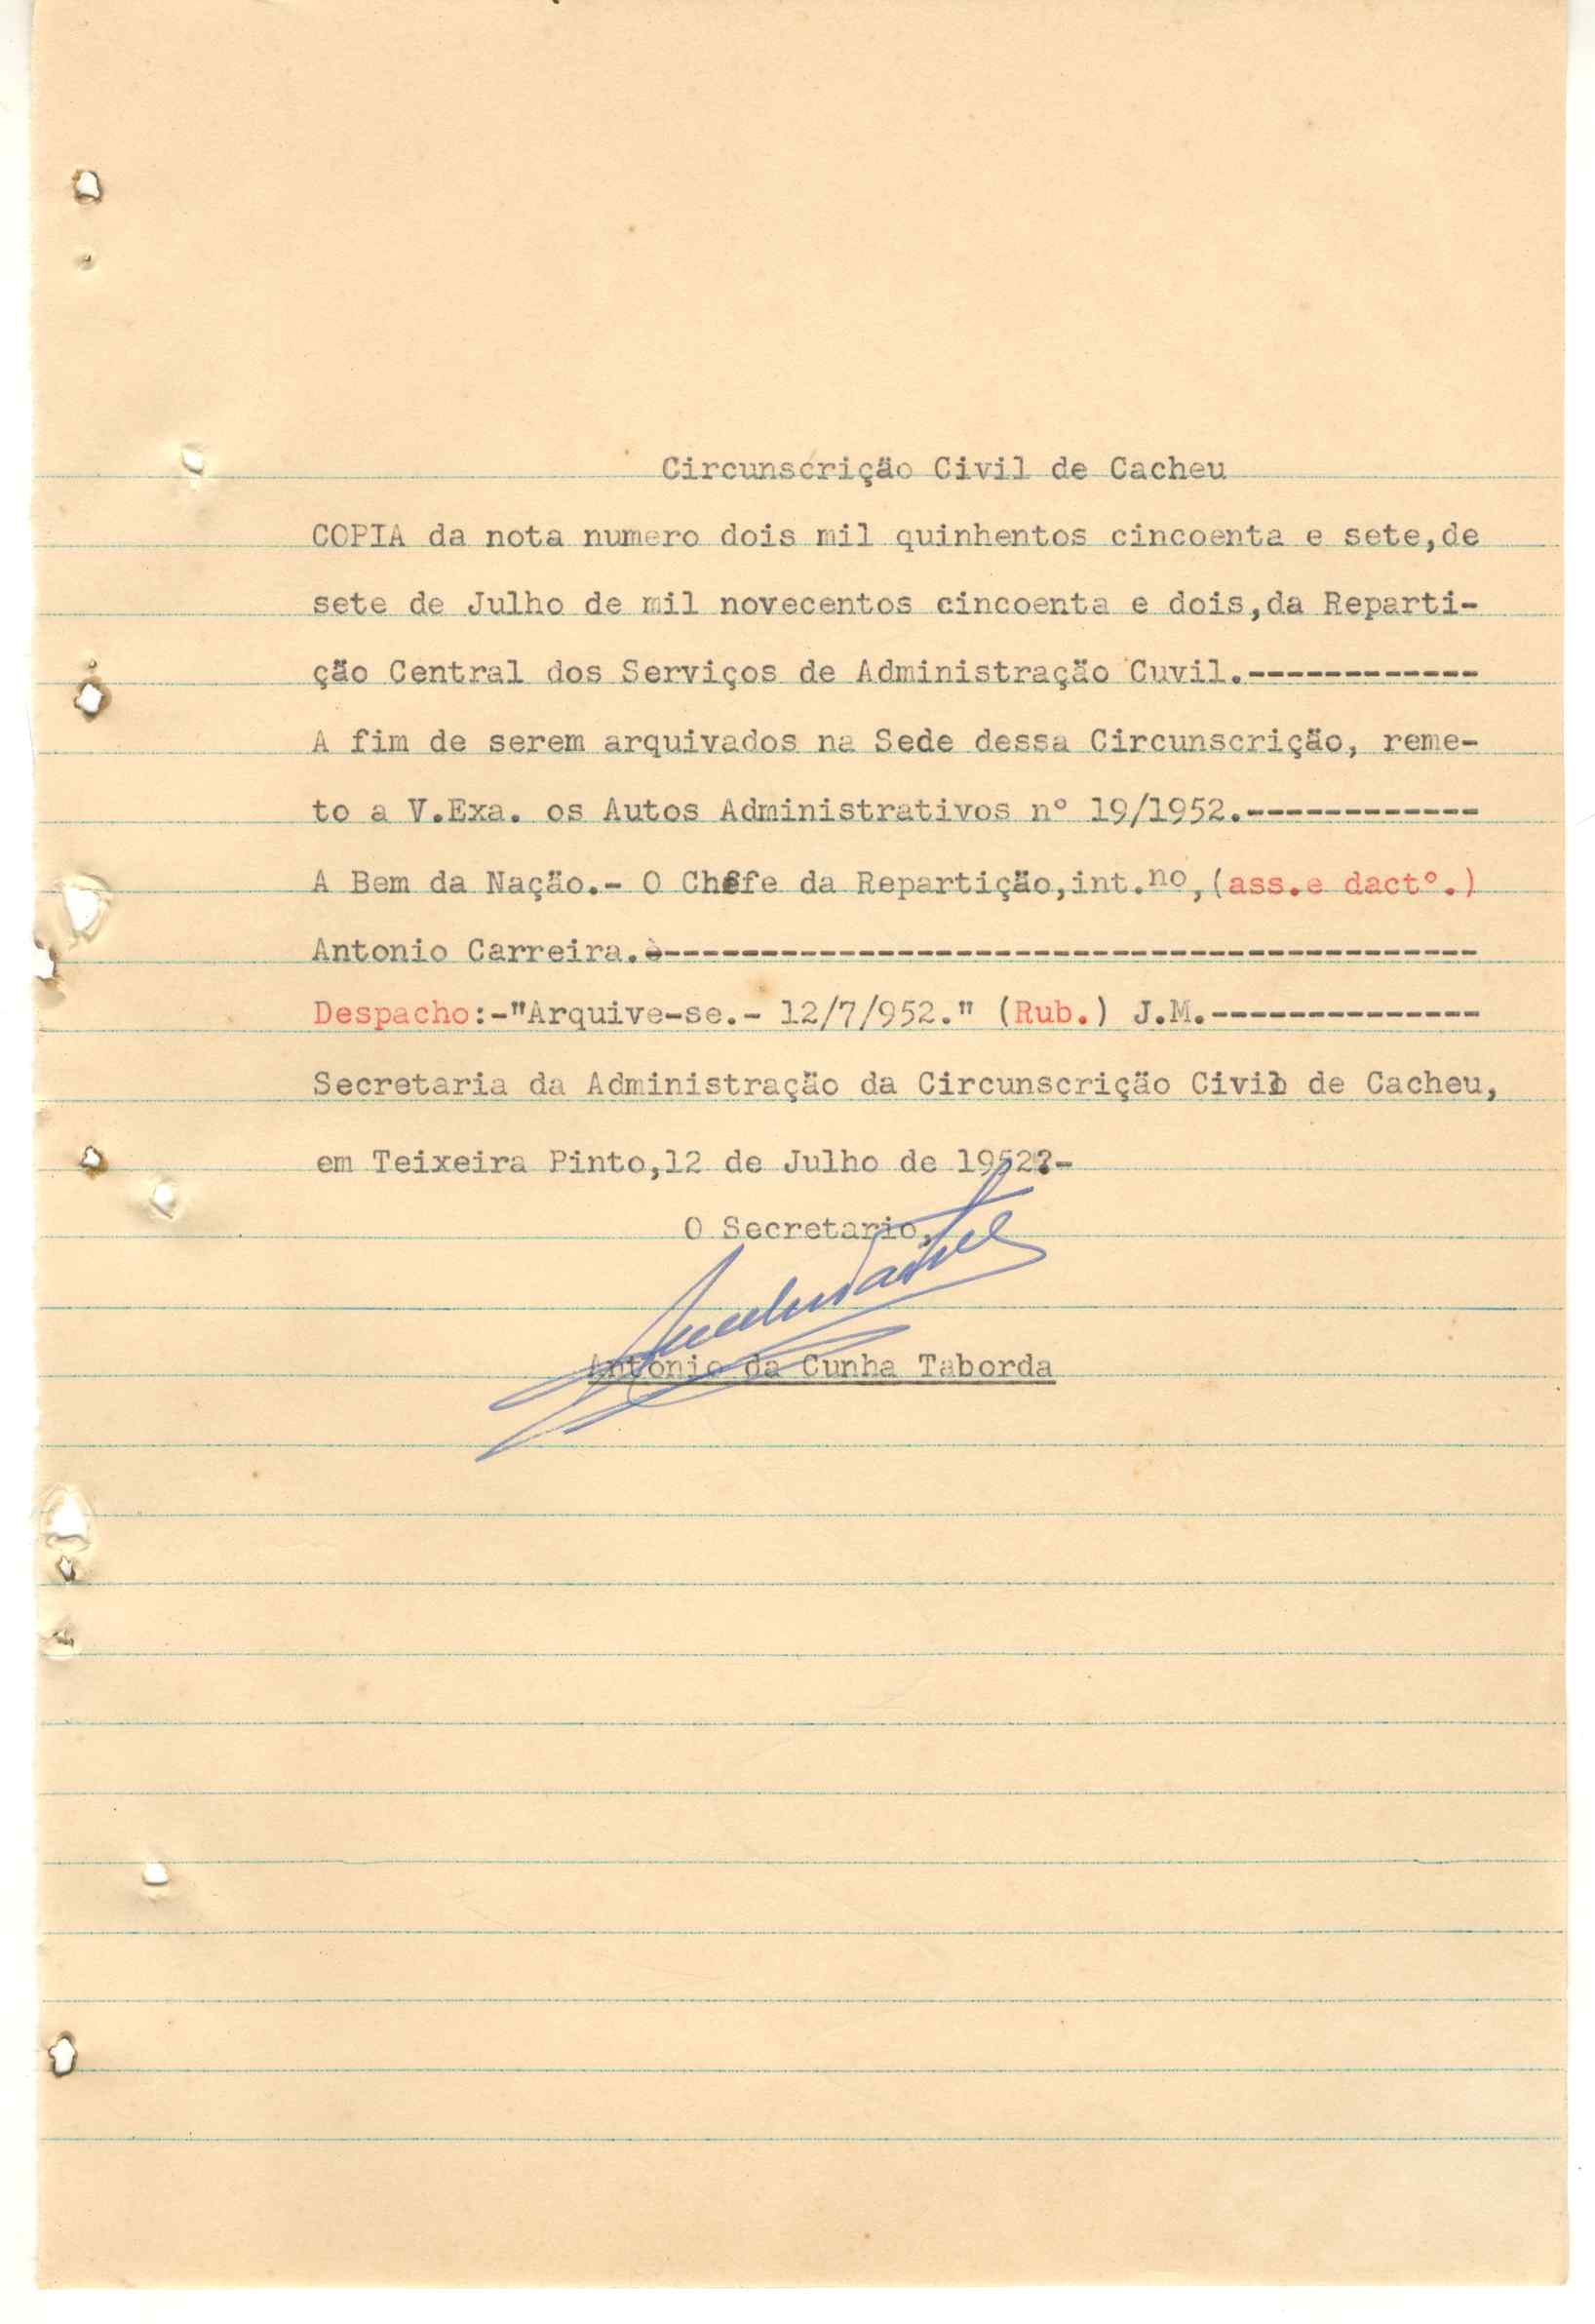 Circunscrição Civil de Cacheu
COPIA da nota numero dois mil quinhentos cincoenta e sete,de
sete de Julho de mil novecentos cincoenta e dois,da Reparti-
ção Central dos Serviços de Administração Cuvil.------------
A fim de serem arquivados na Sede dessa Circunscrição, reme-
to a V.Exa. os Autos Administrativos nº 19/1952.------------
A Bem da Nação.- O Chefe da Repartição,int.no,(ass.e dactº.)
Antonio Carreira.-------------------------------------------
Despacho:-"Arquive-se.- 12/7/952." (Rub.) J.M.--------------
Secretaria da Administração da Circunscrição Civil de Cacheu,
em Teixeira Pinto,12 de Julho de 1952?-
O Secretario,
Antonio da Cunha Taborda